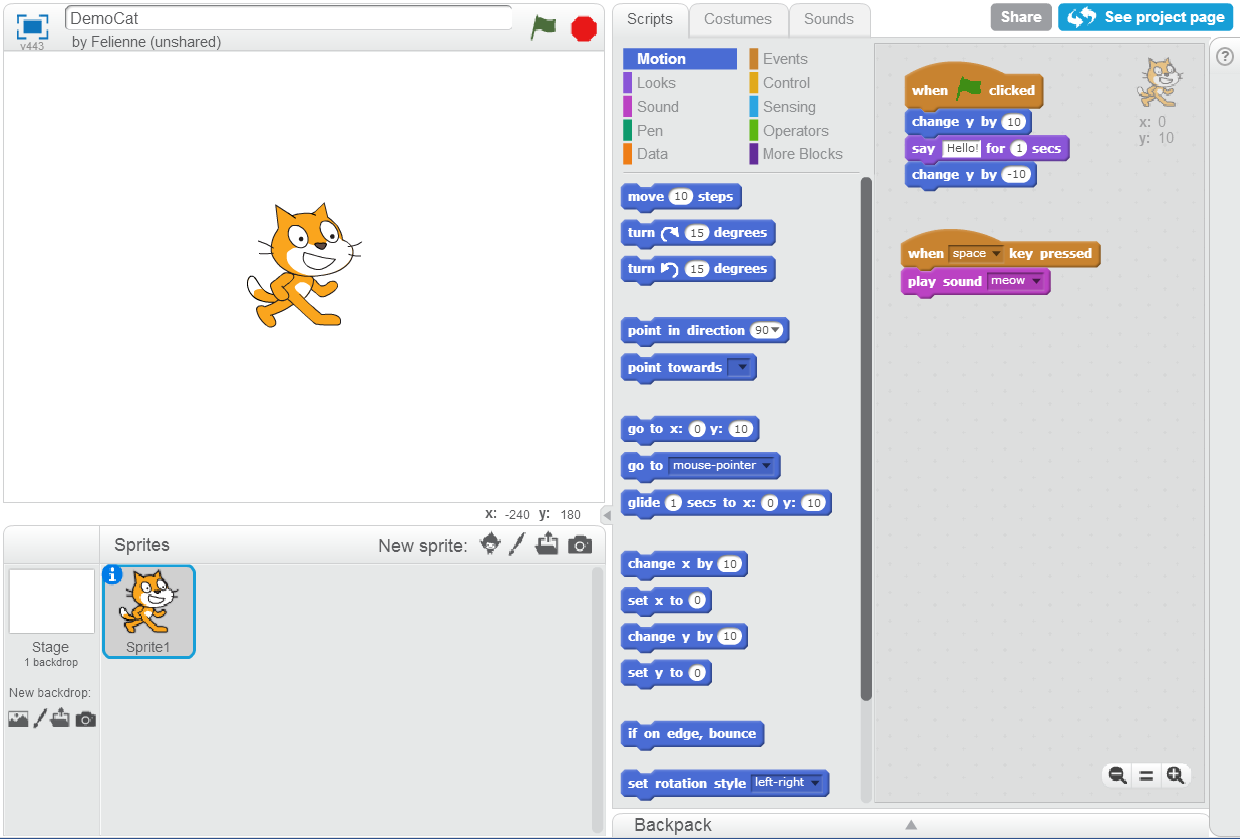 DemoCat
v443
by Felienne (unshared)
Scripts
Costumes
Sounds
Share
See project page
Motion
Looks
Sound
Pen
Data
Events
Control
Sensing
Operators
More Blocks
move 10 steps
turn 15 degrees
turn 15 degrees
point in direction 90
point towards
go to x: 0 y: 10
go to mouse-pointer
glide 1 secs to x: 0 y: 10
change x by 10
set x to 0
change y by 10
set y to 0
if on edge, bounce
set rotation style left-right
when clicked
change y by 10
say Hello! for 1 secs
change y by -10
when space key pressed
play sound meow
x: 0
y: 10
?
x: -240 y: 180
Sprites
New sprite:
Stage
1 backdrop
New backdrop:
i
Sprite1
Backpack